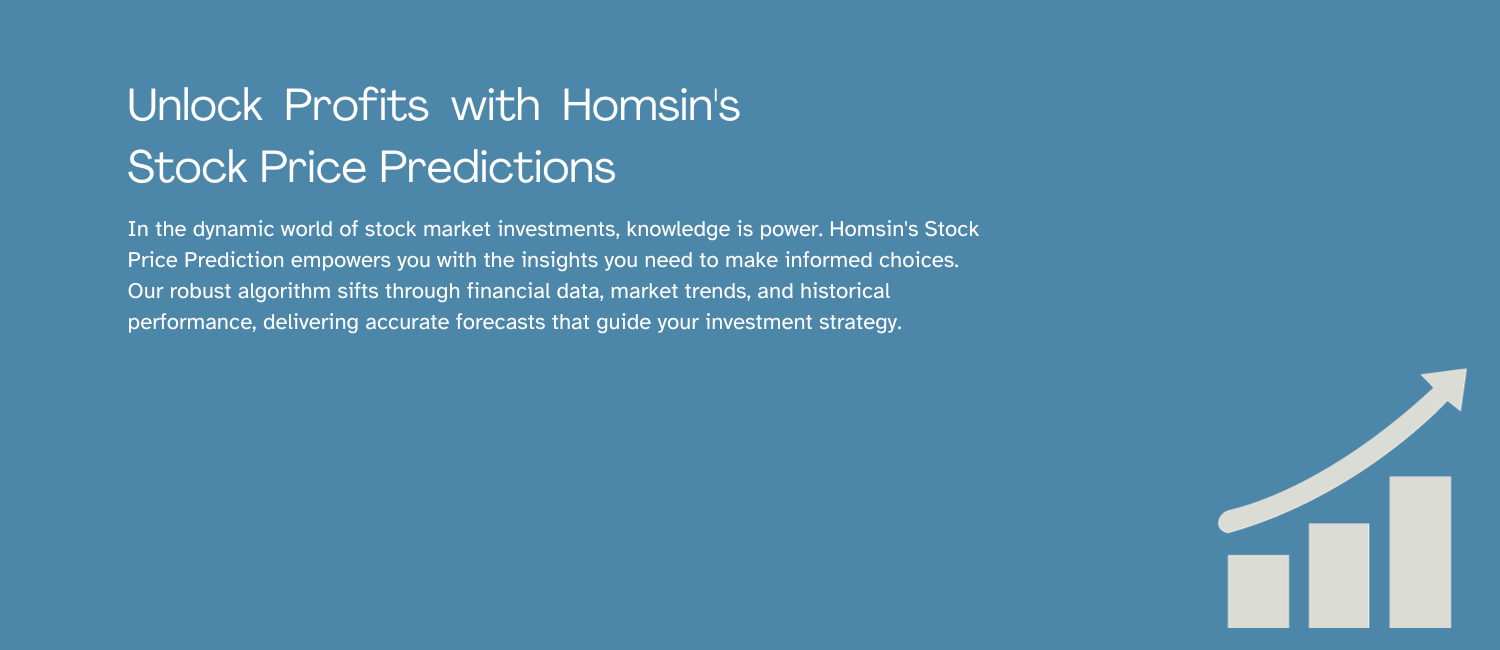 Unlock Profits with Homsin's
Stock Price Predictions
In the dynamic world of stock market investments, knowledge is power. Homsin's Stock
Price Prediction empowers you with the insights you need to make informed choices.
Our robust algorithm sifts through financial data, market trends, and historical
performance, delivering accurate forecasts that guide your investment strategy.